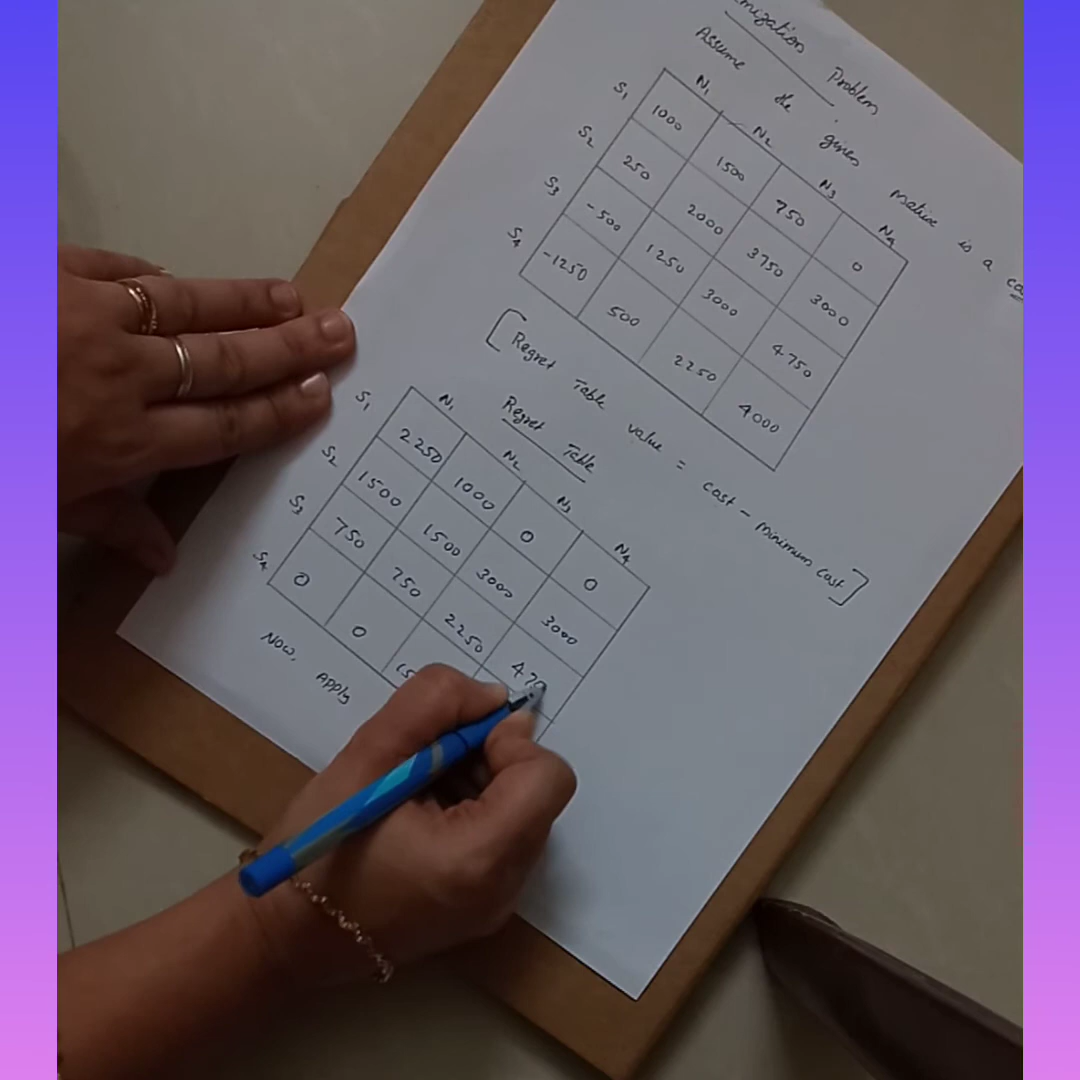 Problem
Assume the given matrix is a
N1 N2 N3 N4
S1 1000 1500 750 0
S2 250 2000 3750 3000
S3 -500 1250 3000 4750
S4 -1250 500 2250 4000
[Regret Table value = cost - minimum cost]
Regret Table
N1 N2 N3 N4
S1 2250 1000 0 0
S2 1500 1500 3000 3000
S3 750 750 2250
S4 0 0
Now, Apply